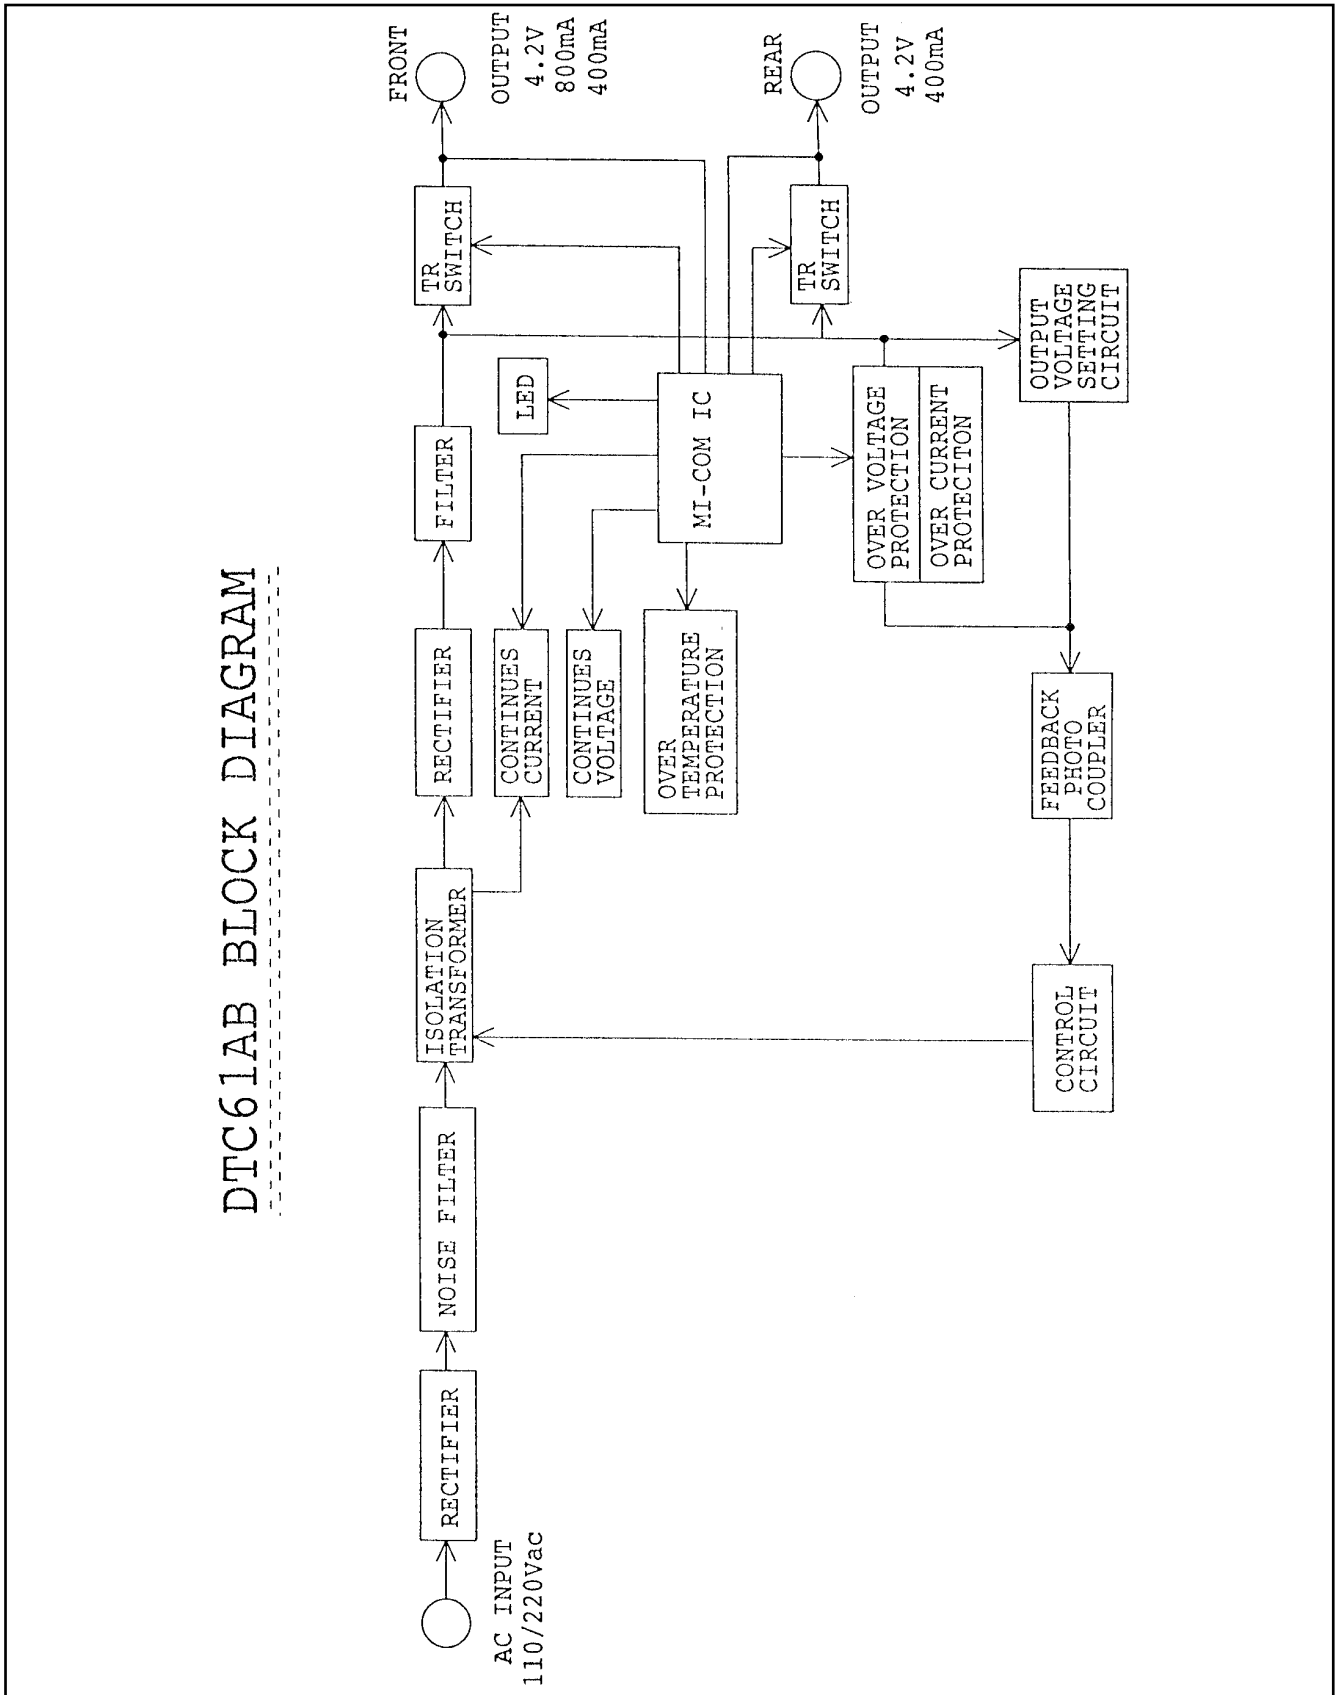 DTC61AB BLOCK DIAGRAM
AC INPUT
110/220Vac
RECTIFIER
NOISE FILTER
ISOLATION
TRANSFORMER
RECTIFIER
FILTER
TR
SWITCH
FRONT
OUTPUT
4.2V
800mA
400mA
CONTINUES
CURRENT
CONTINUES
VOLTAGE
LED
OVER
TEMPERATURE
PROTECTION
MI-COM IC
TR
SWITCH
REAR
OUTPUT
4.2V
400mA
OVER VOLTAGE
PROTECTION
OVER CURRENT
PROTECITON
OUTPUT
VOLTAGE
SETTING
CIRCUIT
FEEDBACK
PHOTO
COUPLER
CONTROL
CIRCUIT